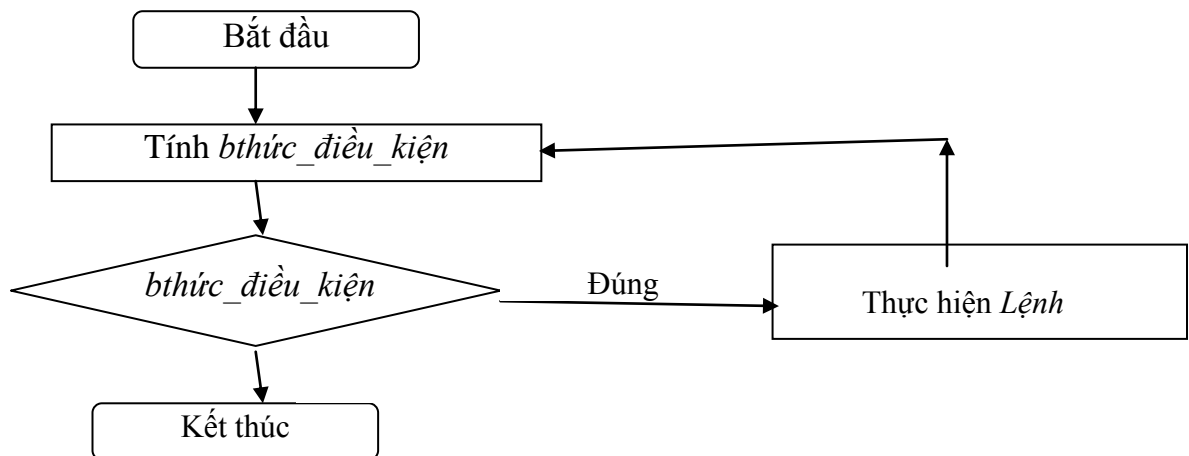 Bắt đầu
Tính bthức_điều_kiện
bthức_điều_kiện
Đúng
Thực hiện Lệnh
Kết thúc